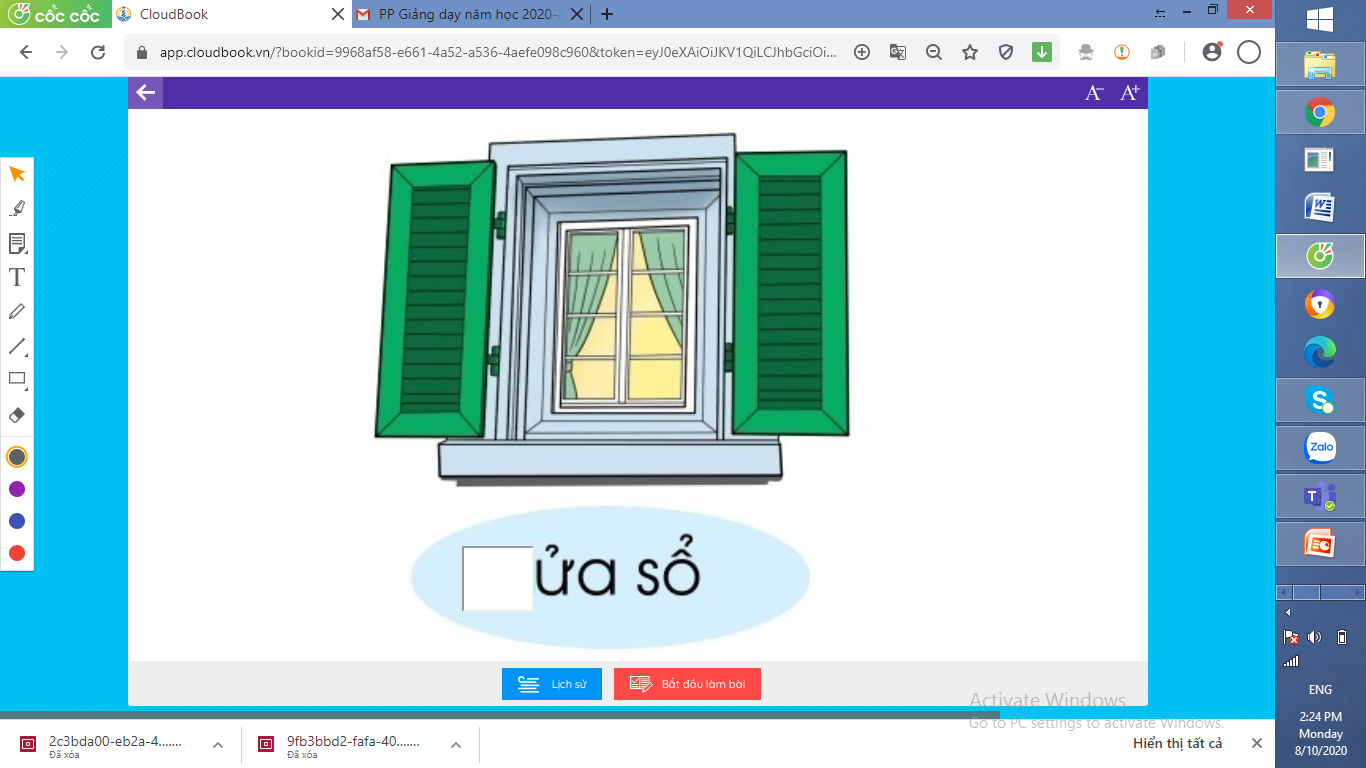 cốc cốc
CloudBook
PP Giảng dạy năm học 2020-2
app.cloudbook.vn/?bookid=9968af58-e661-4a52-a536-4aefe09bc960&token=eyJ0eXAiOiJKV1QiLCJhbGciOi...
A- A+
T
ửa sổ
Lịch sử
Bắt đầu làm bài
Activate Windows
Go to PC settings to activate Windows.
2c3bda00-eb2a-4.......
Đã xóa
9fb3bbd2-fafa-40.......
Đã xóa
Hiển thị tất cả
Zalo
ENG
2:24 PM
Monday
8/10/2020